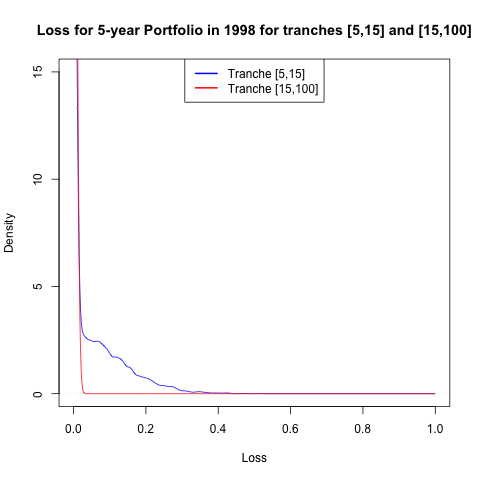 Loss for 5-year Portfolio in 1998 for tranches [5,15] and [15,100]
Tranche [5,15]
Tranche [15,100]
15
10
5
0
Density
0.0 0.2 0.4 0.6 0.8 1.0
Loss